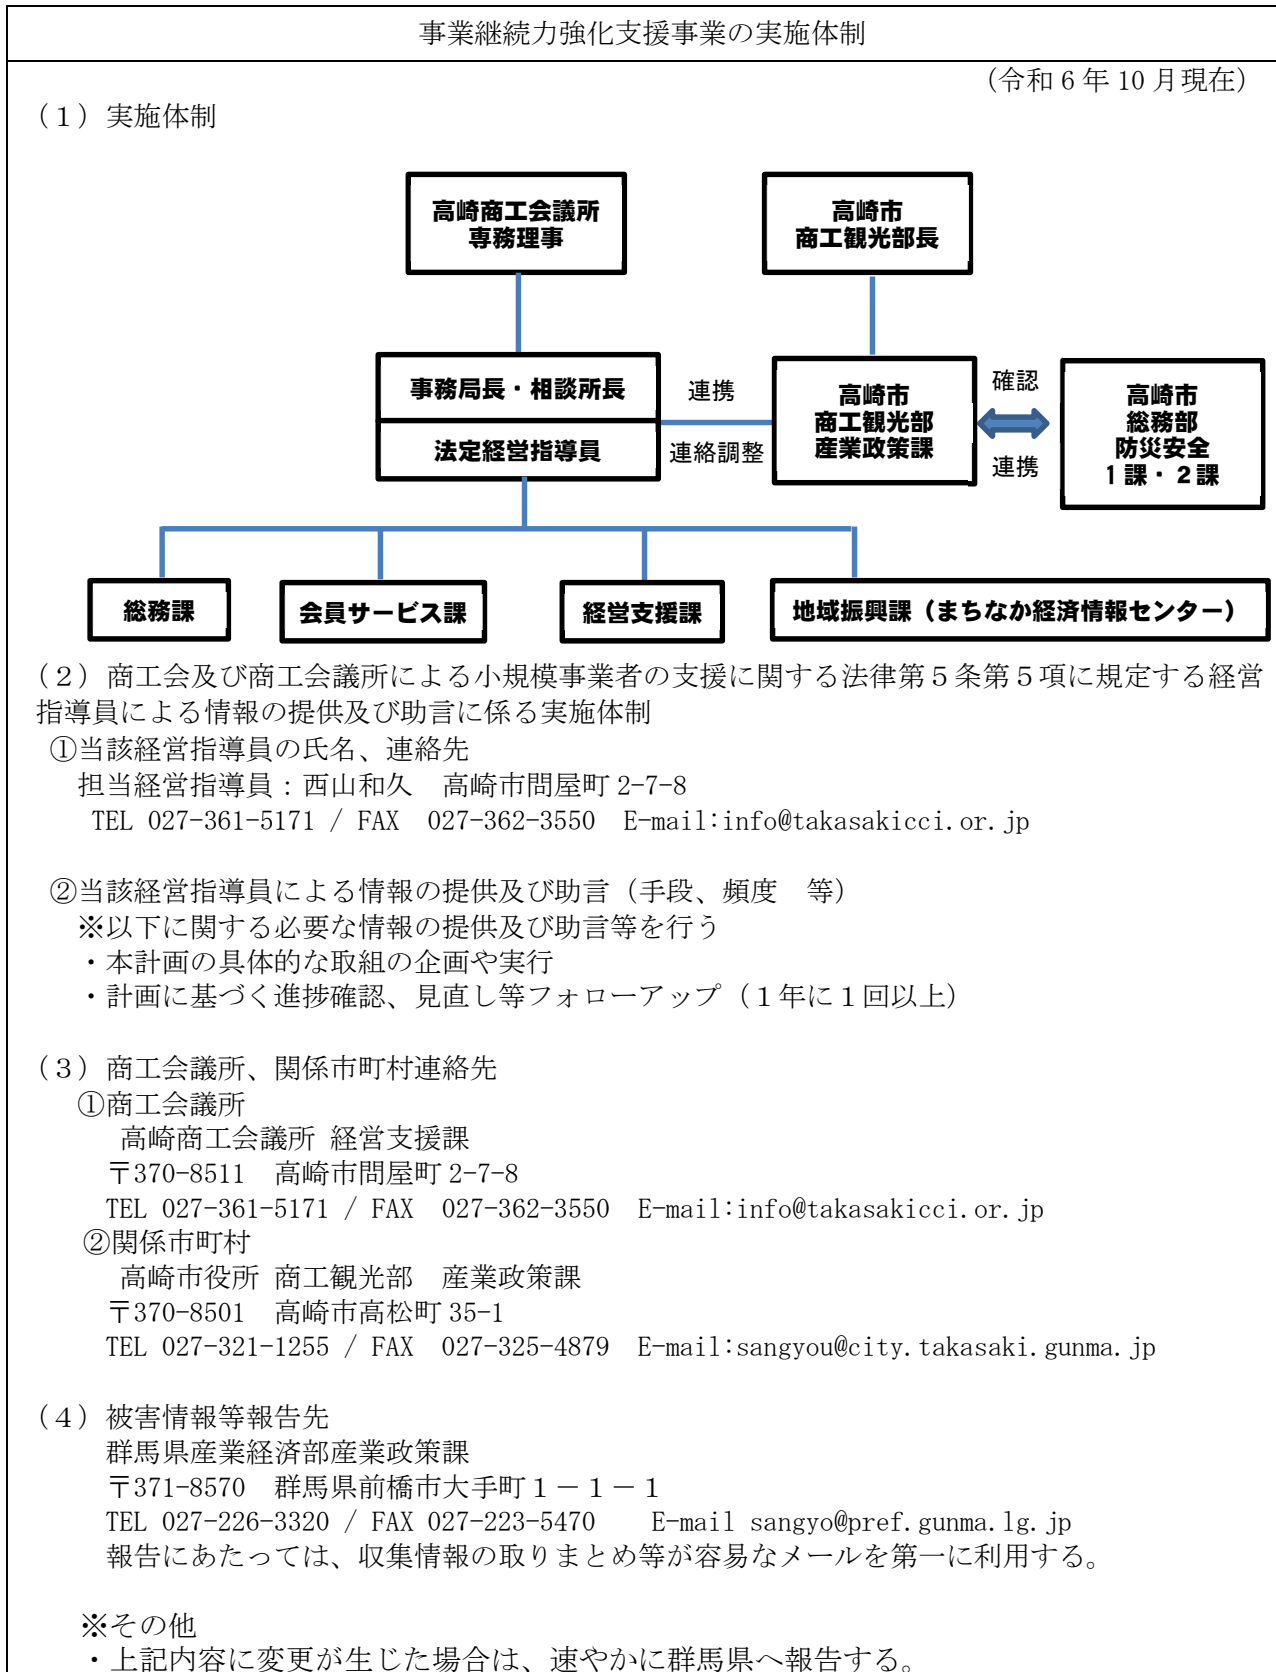 事業継続力強化支援事業の実施体制
（令和 6 年 10 月現在）
（１）実施体制
高崎商工会議所
専務理事
高崎市
商工観光部長
事務局長・相談所長
法定経営指導員
連携
連絡調整
高崎市
商工観光部
産業政策課
確認
連携
高崎市
総務部
防災安全
１課・２課
総務課
会員サービス課
経営支援課
地域振興課（まちなか経済情報センター）
（２）商工会及び商工会議所による小規模事業者の支援に関する法律第５条第５項に規定する経営
指導員による情報の提供及び助言に係る実施体制
①当該経営指導員の氏名、連絡先
担当経営指導員：西山和久　高崎市問屋町 2-7-8
TEL 027-361-5171 / FAX　027-362-3550　E-mail:info@takasakicci.or.jp
②当該経営指導員による情報の提供及び助言（手段、頻度　等）
※以下に関する必要な情報の提供及び助言等を行う
・本計画の具体的な取組の企画や実行
・計画に基づく進捗確認、見直し等フォローアップ（１年に１回以上）
（３）商工会議所、関係市町村連絡先
①商工会議所
高崎商工会議所 経営支援課
〒370-8511　高崎市問屋町 2-7-8
TEL 027-361-5171 / FAX　027-362-3550　E-mail:info@takasakicci.or.jp
②関係市町村
高崎市役所 商工観光部　産業政策課
〒370-8501　高崎市高松町 35-1
TEL 027-321-1255 / FAX　027-325-4879　E-mail:sangyou@city.takasaki.gunma.jp
（４）被害情報等報告先
群馬県産業経済部産業政策課
〒371-8570　群馬県前橋市大手町１－１－１
TEL 027-226-3320 / FAX 027-223-5470　 E-mail sangyo@pref.gunma.lg.jp
報告にあたっては、収集情報の取りまとめ等が容易なメールを第一に利用する。
※その他
・上記内容に変更が生じた場合は、速やかに群馬県へ報告する。